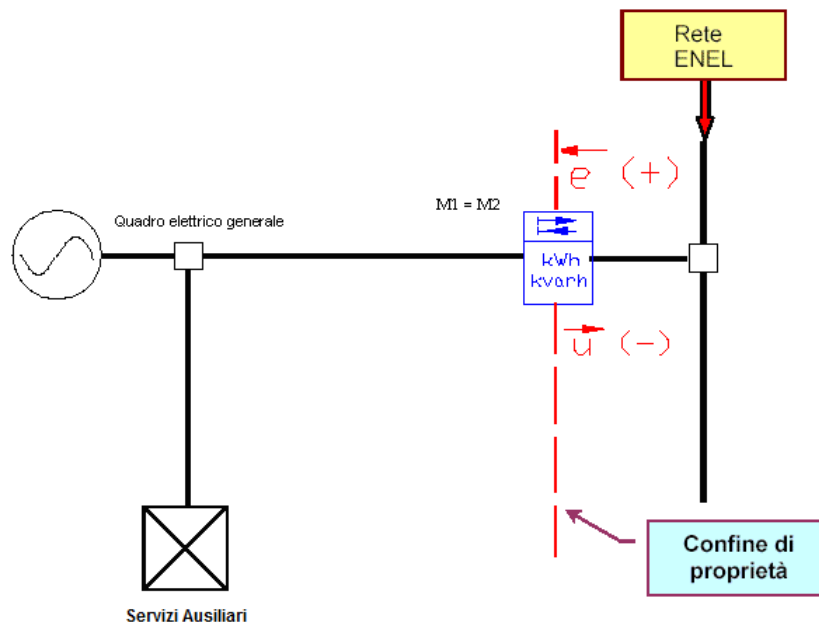 Rete
ENEL
e (+)
M1 = M2
Quadro elettrico generale
kWh
kvarh
u (-)
Confine di
proprietà
Servizi Ausiliari